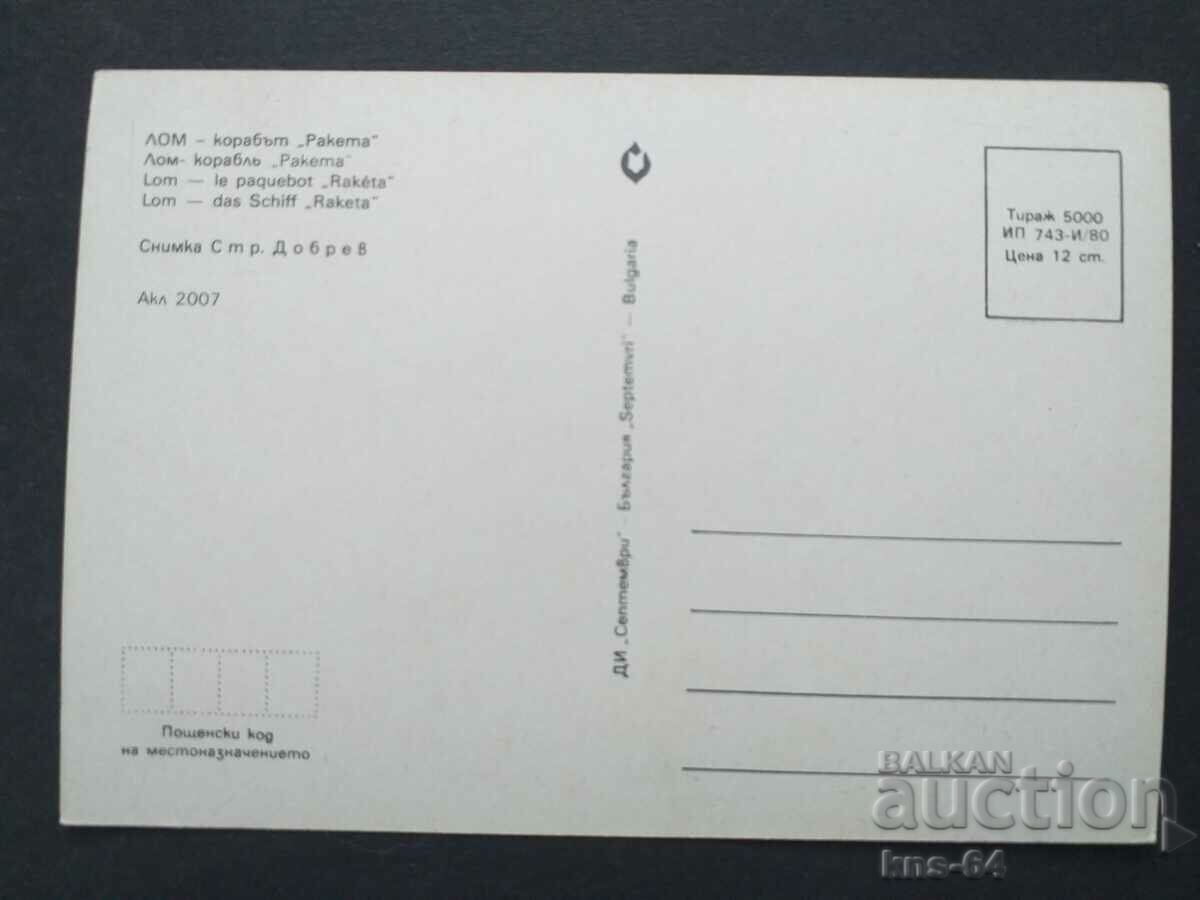 ЛОМ – корабът „Ракета“
Лом- корабль „Ракета“
Lom — le paquebot „Rakéta“
Lom — das Schiff „Raketa“
Снимка Стр. Добрев
Акл 2007
ДИ „Септември“ - България „Septemvri“ — Bulgaria
Тираж 5000
ИП 743-И/80
Цена 12 ст.
Пощенски код
на местоназначението
BALKAN
auction
kns-64